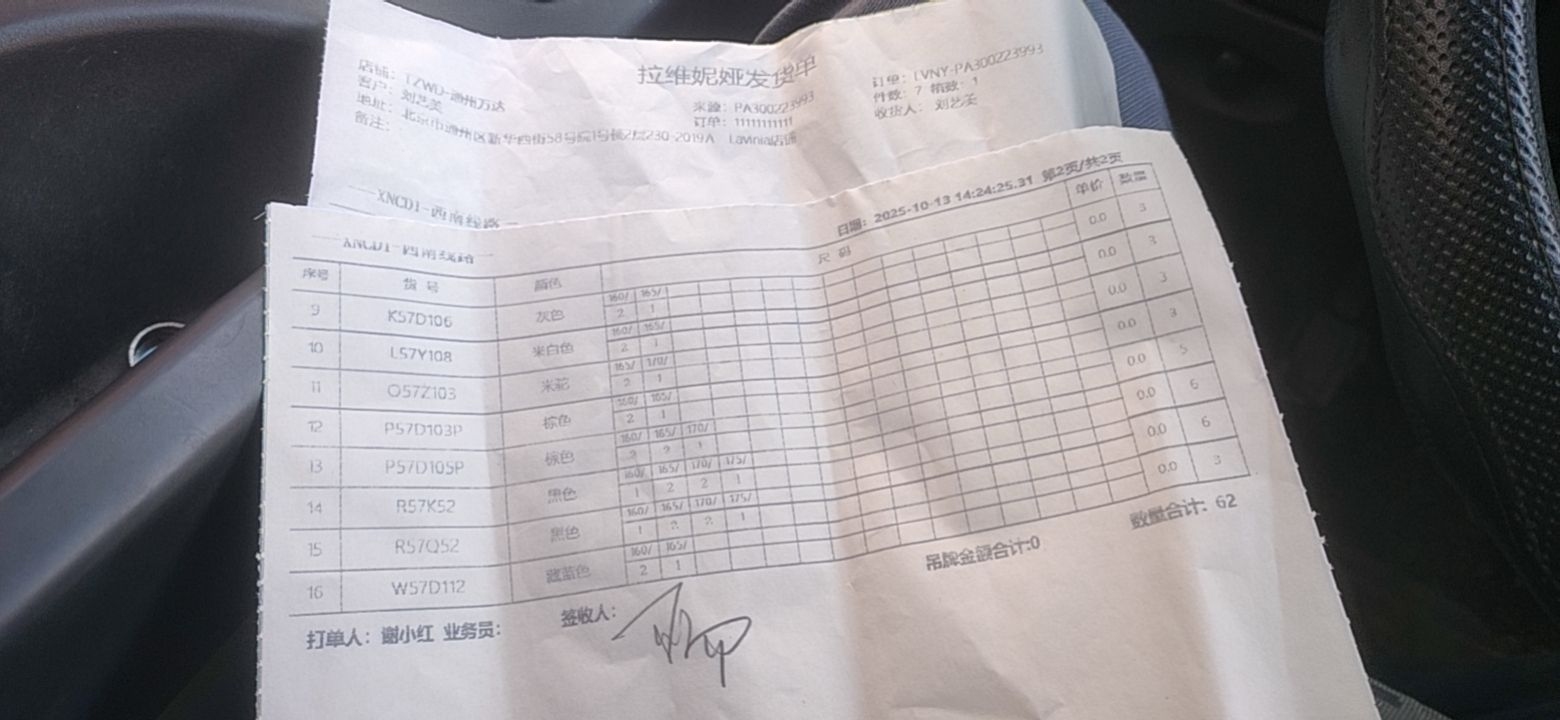 拉维妮娅发货单
店铺: TZWD-通州万达
来源: PA300223993
订单: LVNY-PA300223993
客户: 刘艺美
订单: 1111111111
件数: 7 箱数: 1
地址: 北京市通州区新华西街58号院1号楼2层230-2019A Lavinia店铺
收货人: 刘艺美
备注:
XNCD1-西南线路
日期: 2025-10-13 14:24:25.31 第2页/共2页
XNCD1-西南线路
序号 货号 颜色 尺码 单价 数量
160/ 165/
9 K57D106 灰色 2 1 0.0 3
160/ 165/
10 L57Y108 米白色 2 1 0.0 3
165/ 170/
11 O57Z103 米驼 2 1 0.0 3
160/ 165/
12 P57D103P 棕色 2 1 0.0 3
160/ 165/ 170/
13 P57D105P 棕色 2 2 1 0.0 5
160/ 165/ 170/ 175/
14 R57K52 黑色 1 2 2 1 0.0 6
160/ 165/ 170/ 175/
15 R57Q52 黑色 1 2 2 1 0.0 6
160/ 165/
16 W57D112 藏蓝色 2 1 0.0 3
打单人: 谢小红 业务员: 签收人: 吊牌金额合计:0 数量合计: 62